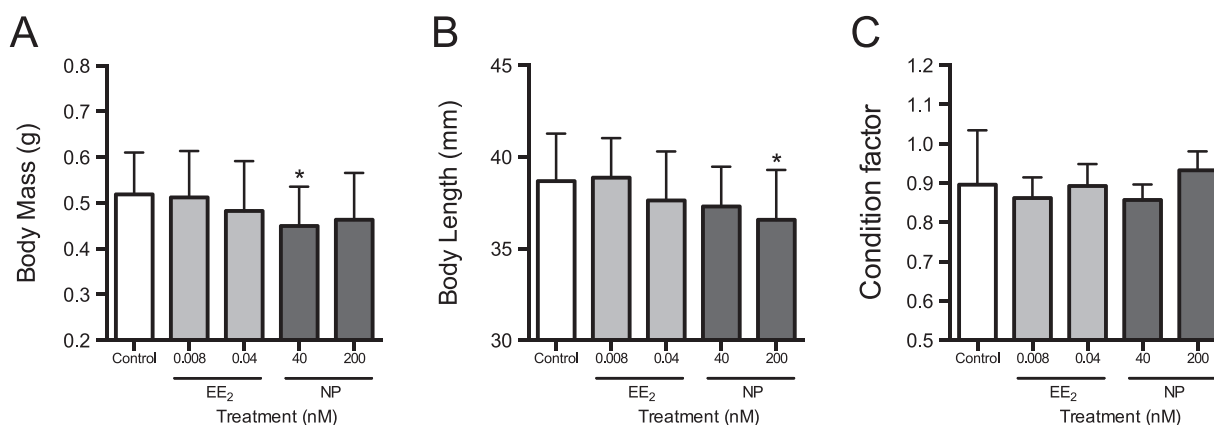 A
Body Mass (g)
0.8
0.7
0.6
0.5
0.4
0.3
0.2
*
Control 0.008 0.04 40 200
EE₂ NP
Treatment (nM)
B
Body Length (mm)
45
40
35
30
*
Control 0.008 0.04 40 200
EE₂ NP
Treatment (nM)
C
Condition factor
1.2
1.1
1.0
0.9
0.8
0.7
0.6
0.5
Control 0.008 0.04 40 200
EE₂ NP
Treatment (nM)